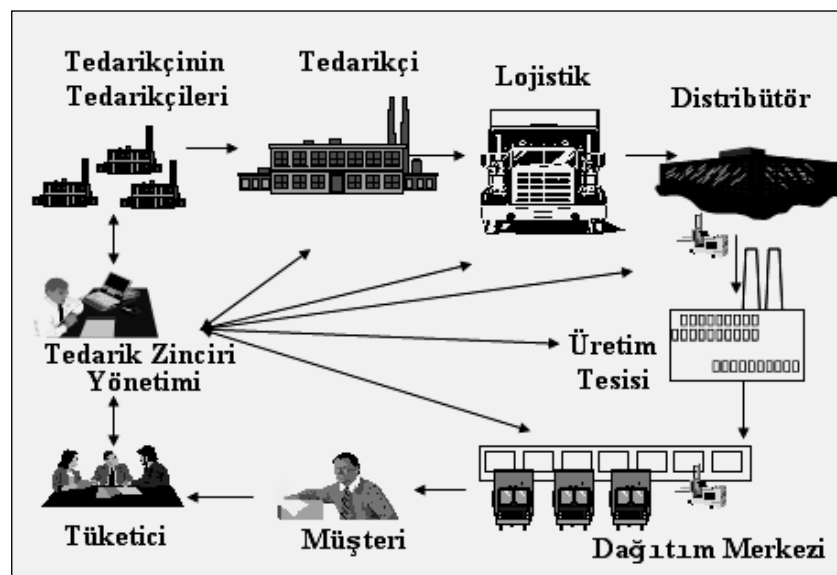 Tedarikçinin
Tedarikçileri
Tedarikçi
Lojistik
Distribütör
Tedarik Zinciri
Yönetimi
Üretim
Tesisi
Tüketici
Müşteri
Dağıtım Merkezi